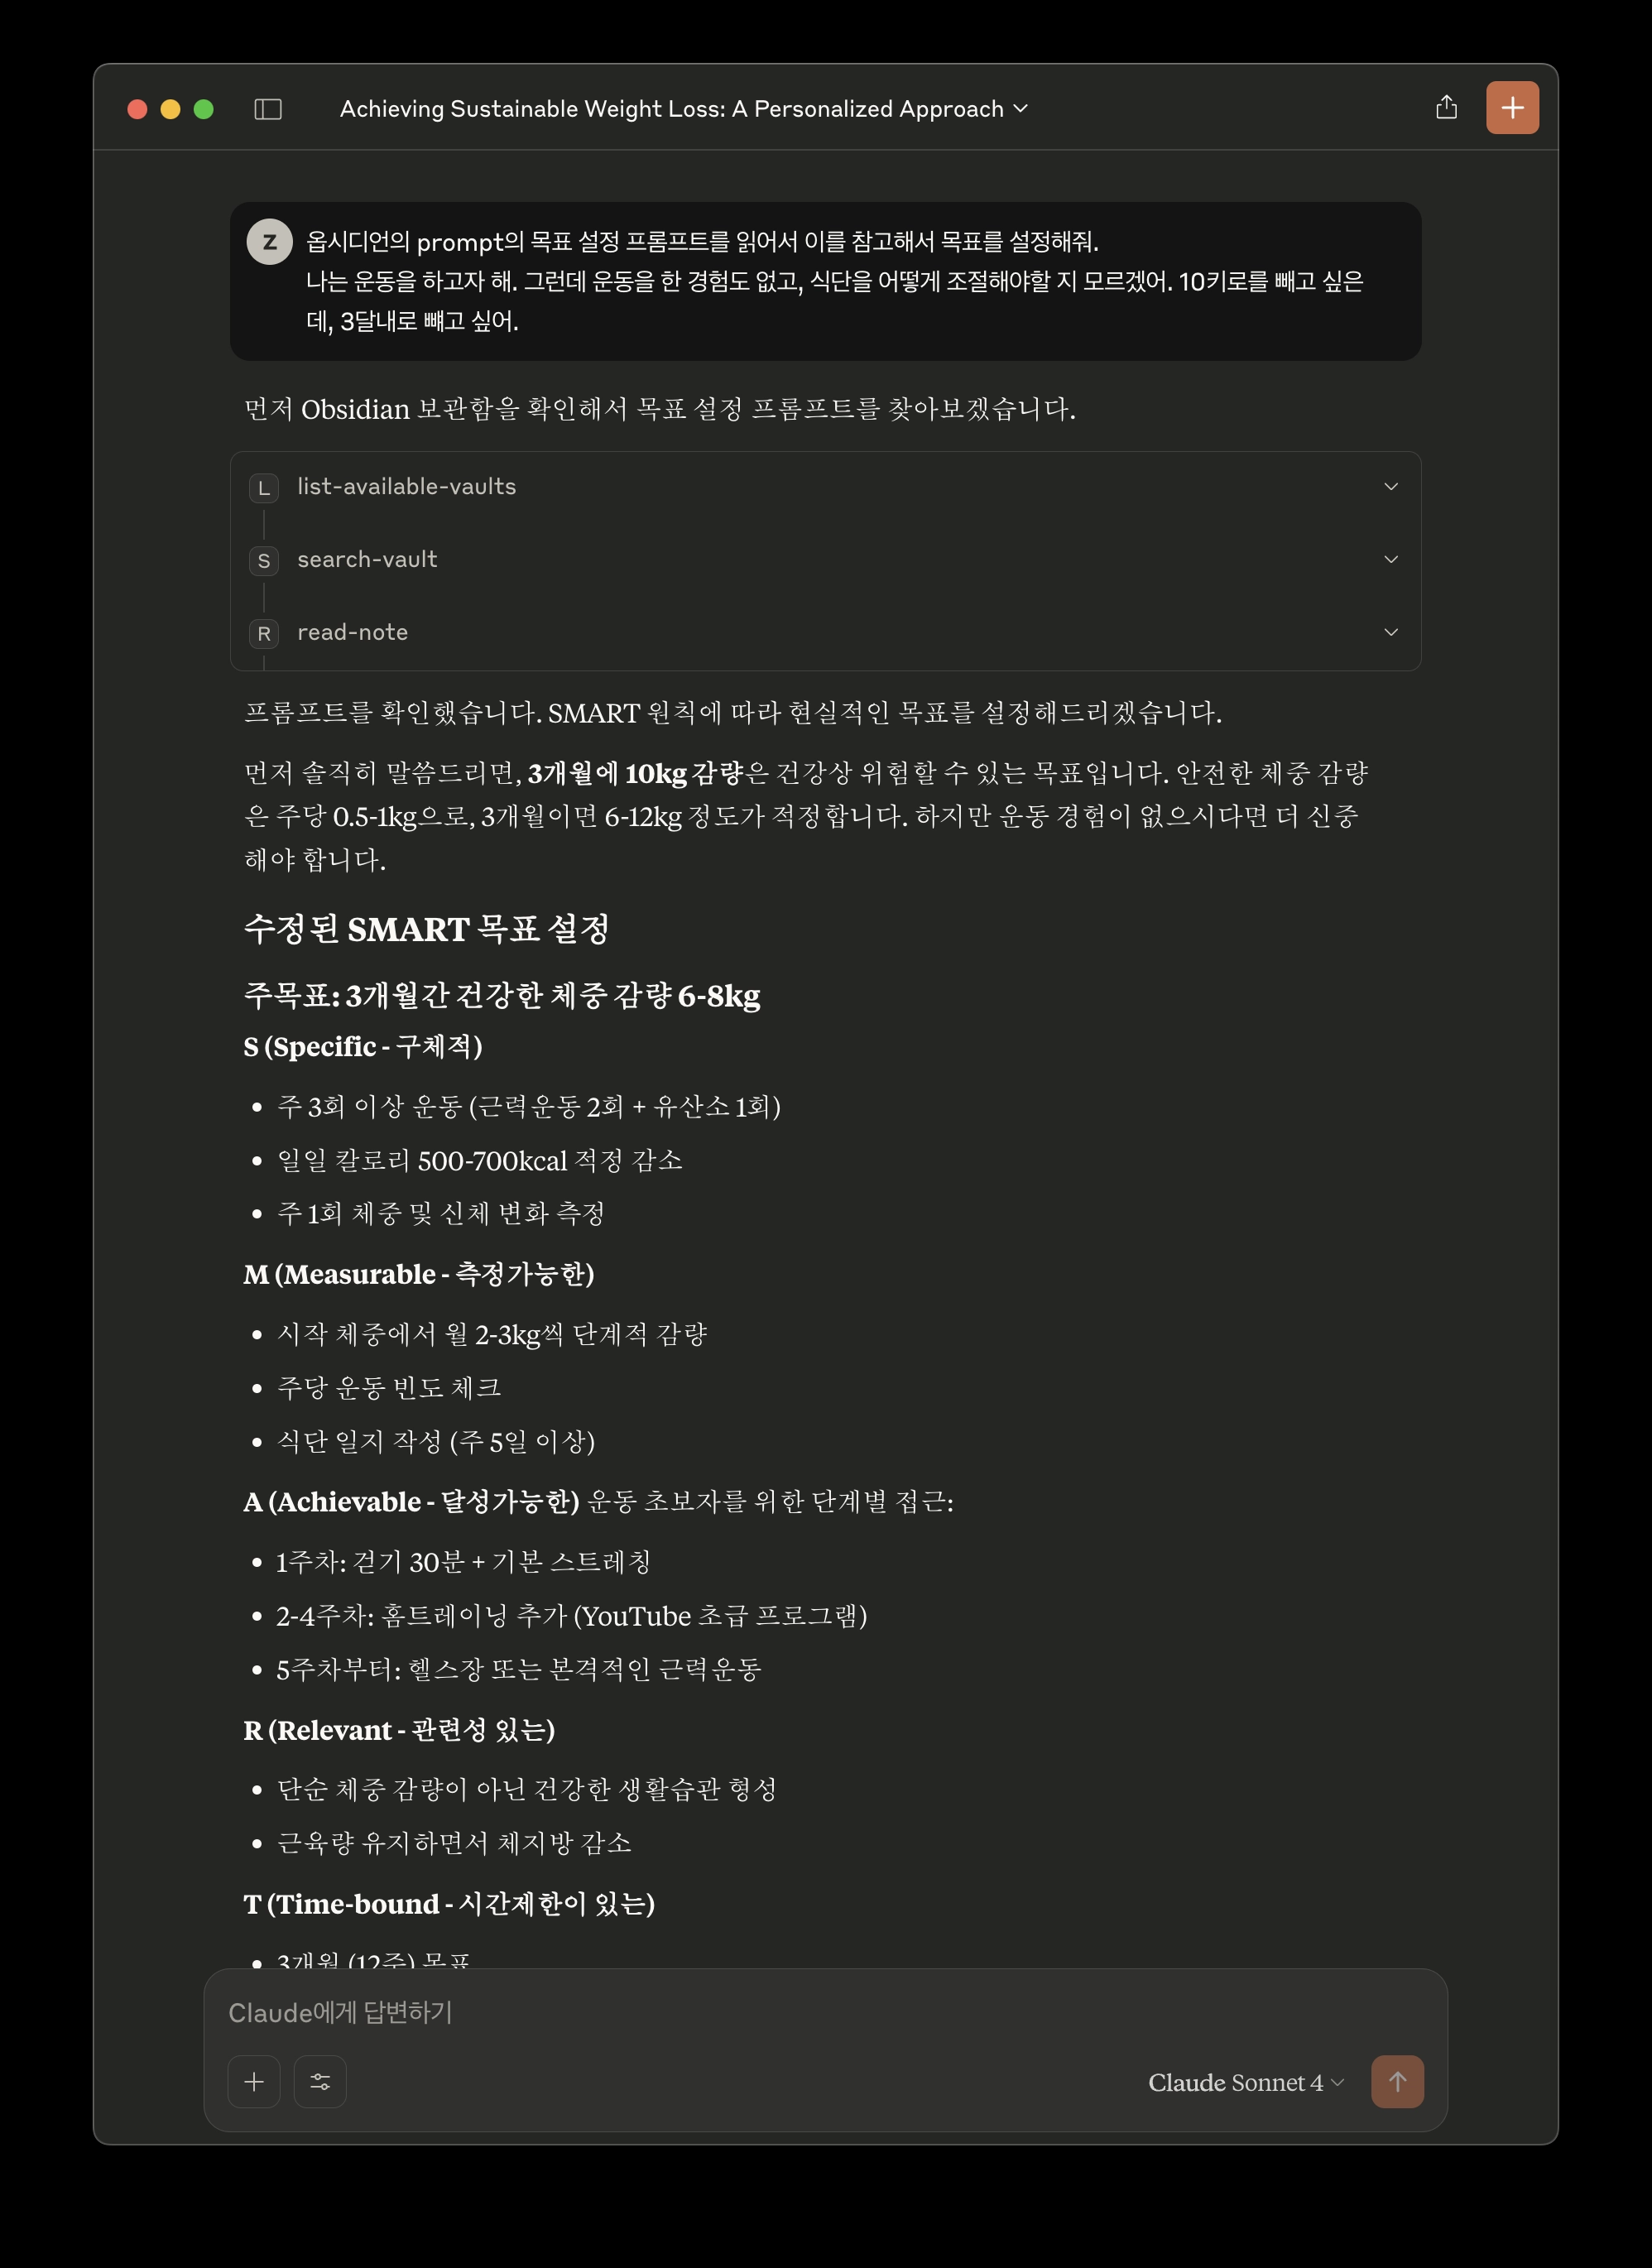 Achieving Sustainable Weight Loss: A Personalized Approach
Z
옵시디언의 prompt의 목표 설정 프롬프트를 읽어서 이를 참고해서 목표를 설정해줘.
나는 운동을 하고자 해. 그런데 운동을 한 경험도 없고, 식단을 어떻게 조절해야할 지 모르겠어. 10키로를 빼고 싶은
데, 3달내로 뺴고 싶어.
먼저 Obsidian 보관함을 확인해서 목표 설정 프롬프트를 찾아보겠습니다.
L list-available-vaults
S search-vault
R read-note
프롬프트를 확인했습니다. SMART 원칙에 따라 현실적인 목표를 설정해드리겠습니다.
먼저 솔직히 말씀드리면, 3개월에 10kg 감량은 건강상 위험할 수 있는 목표입니다. 안전한 체중 감량
은 주당 0.5-1kg으로, 3개월이면 6-12kg 정도가 적정합니다. 하지만 운동 경험이 없으시다면 더 신중
해야 합니다.
수정된 SMART 목표 설정
주목표: 3개월간 건강한 체중 감량 6-8kg
S (Specific - 구체적)
• 주 3회 이상 운동 (근력운동 2회 + 유산소 1회)
• 일일 칼로리 500-700kcal 적정 감소
• 주 1회 체중 및 신체 변화 측정
M (Measurable - 측정가능한)
• 시작 체중에서 월 2-3kg씩 단계적 감량
• 주당 운동 빈도 체크
• 식단 일지 작성 (주 5일 이상)
A (Achievable - 달성가능한) 운동 초보자를 위한 단계별 접근:
• 1주차: 걷기 30분 + 기본 스트레칭
• 2-4주차: 홈트레이닝 추가 (YouTube 초급 프로그램)
• 5주차부터: 헬스장 또는 본격적인 근력운동
R (Relevant - 관련성 있는)
• 단순 체중 감량이 아닌 건강한 생활습관 형성
• 근육량 유지하면서 체지방 감소
T (Time-bound - 시간제한이 있는)
• 3개월 (12주) 목표
Claude에게 답변하기
Claude Sonnet 4